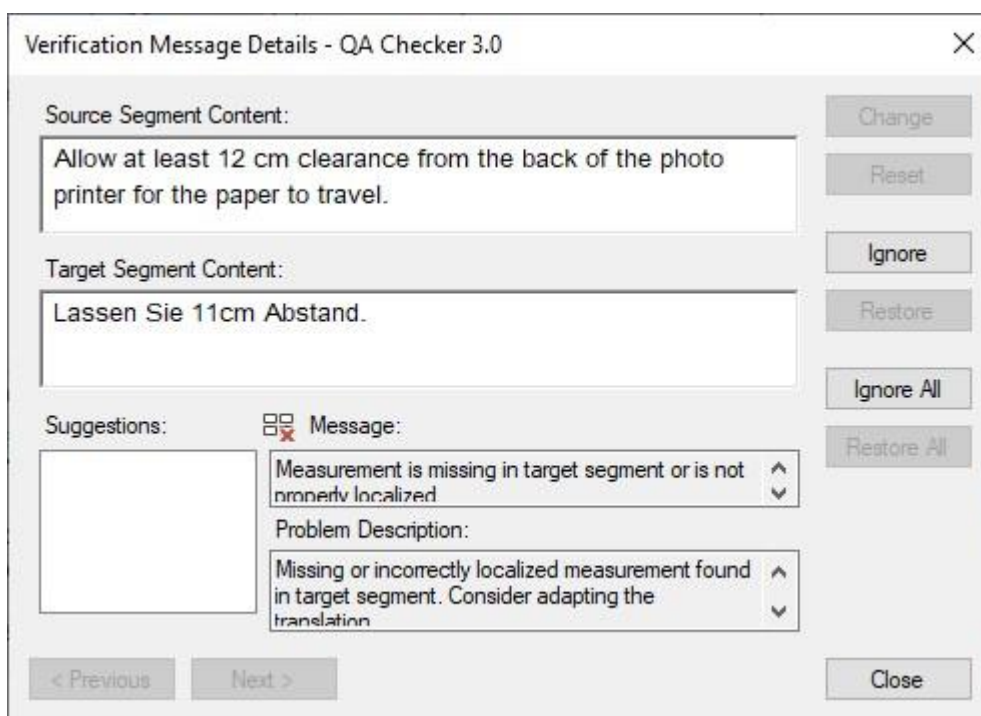 Verification Message Details - QA Checker 3.0
Source Segment Content:
Allow at least 12 cm clearance from the back of the photo
printer for the paper to travel.
Change
Reset
Ignore
Restore
Ignore All
Restore All
Target Segment Content:
Lassen Sie 11cm Abstand.
Suggestions:
Message:
Measurement is missing in target segment or is not
properly localized
Problem Description:
Missing or incorrectly localized measurement found
in target segment. Consider adapting the
translation
< Previous
Next >
Close